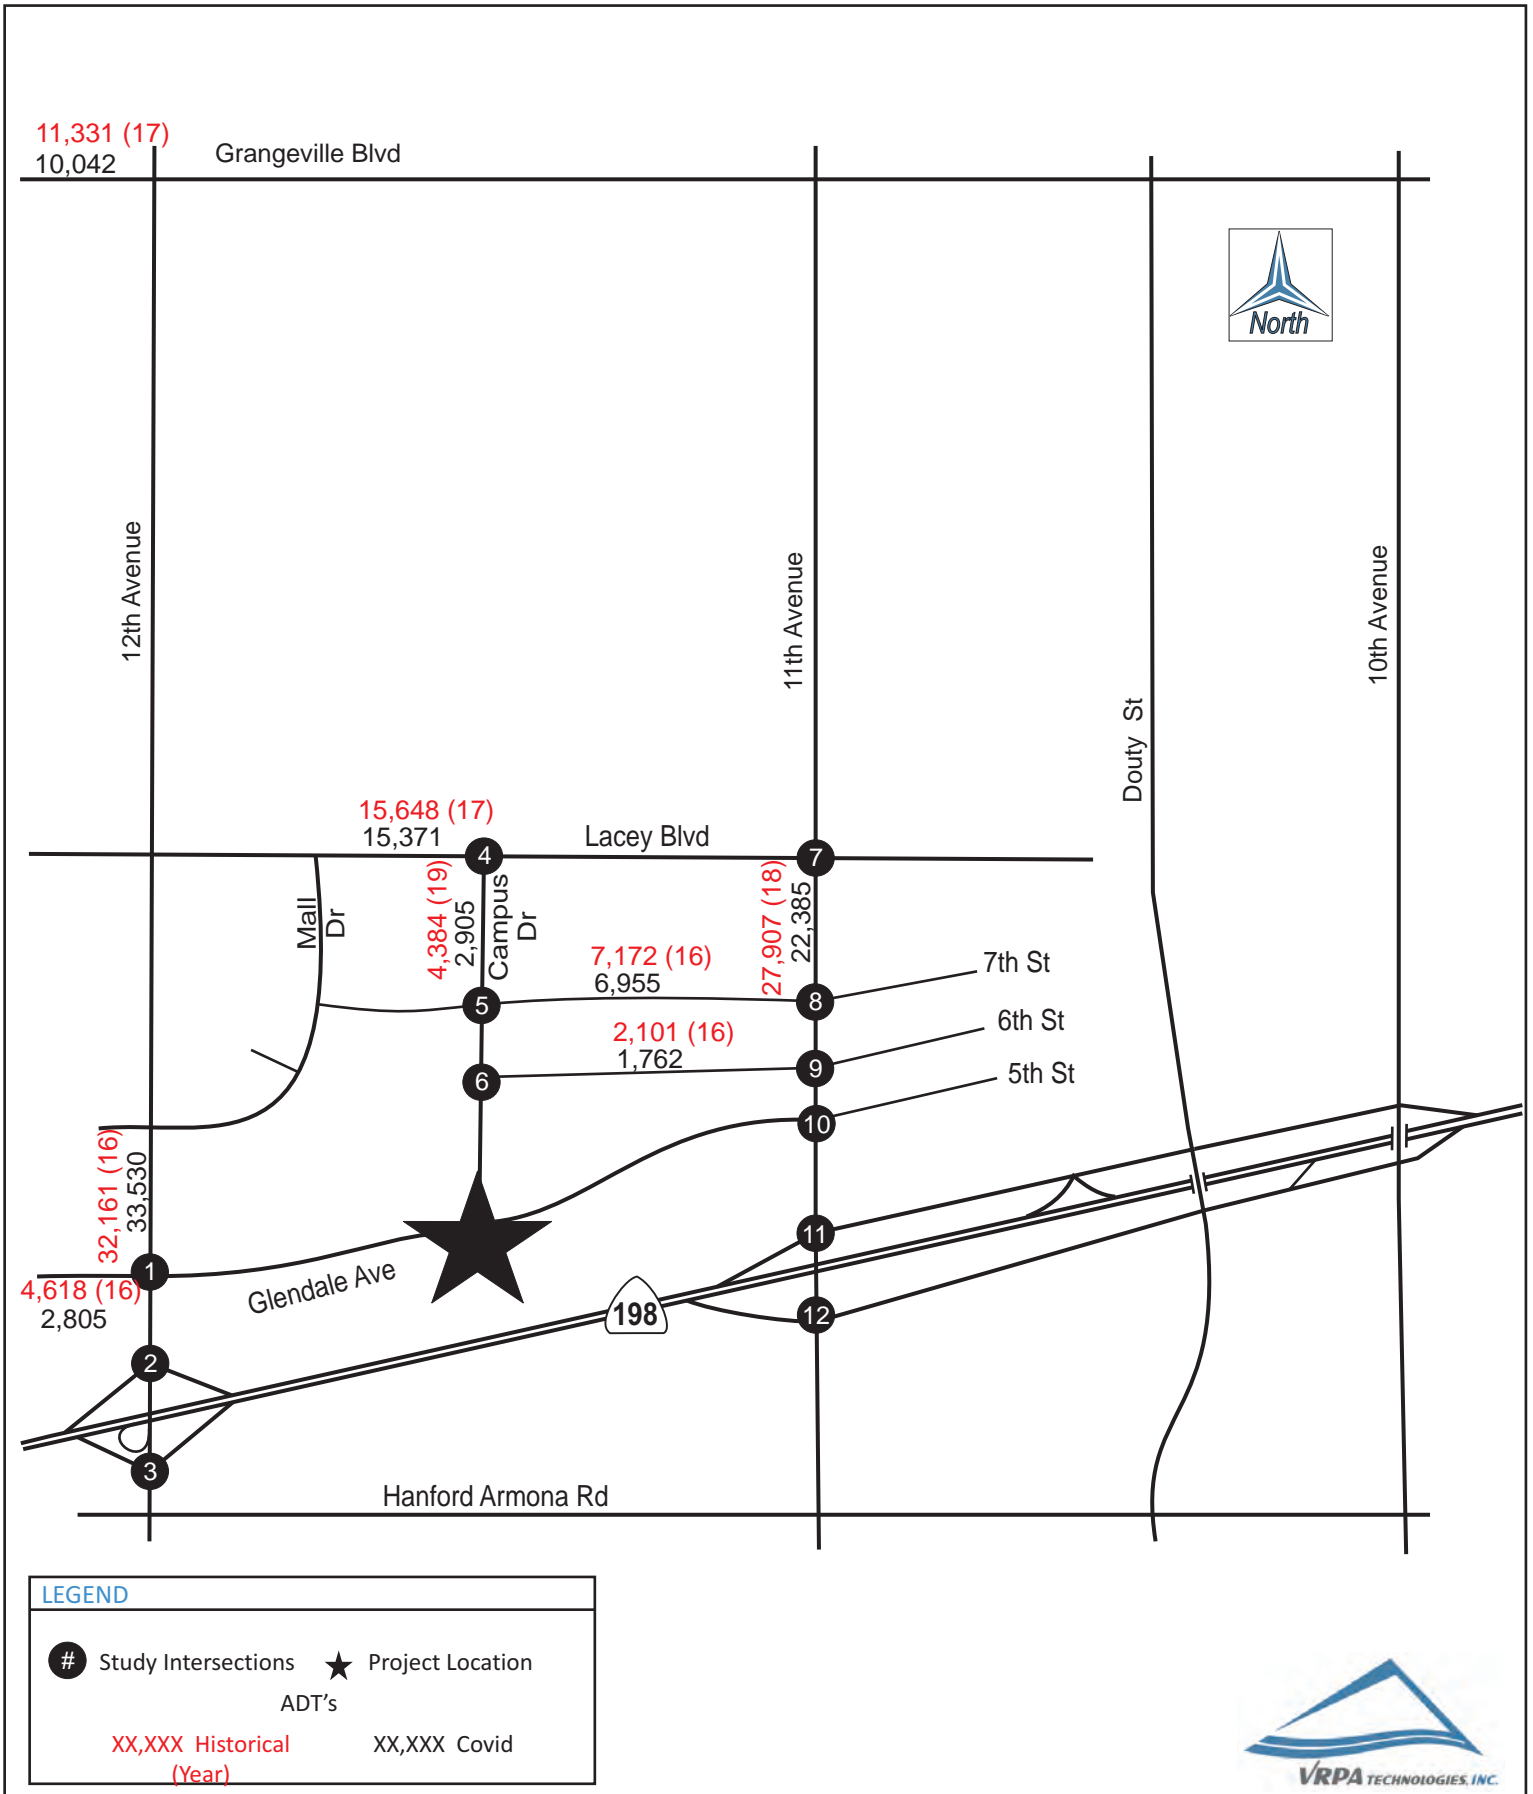 11,331 (17)
10,042
Grangeville Blvd
North
12th Avenue
11th Avenue
10th Avenue
Douty St
15,648 (17)
15,371
Lacey Blvd
4
7
Mall
Dr
4,384 (19)
2,905
Campus
Dr
27,907 (18)
22,385
7,172 (16)
6,955
7th St
5
8
2,101 (16)
1,762
6th St
6
9
5th St
10
32,161 (16)
33,530
11
1
4,618 (16)
2,805
Glendale Ave
198
12
2
3
Hanford Armona Rd
LEGEND
# Study Intersections Project Location
ADT's
XX,XXX Historical XX,XXX Covid
(Year)
VRPA TECHNOLOGIES, INC.